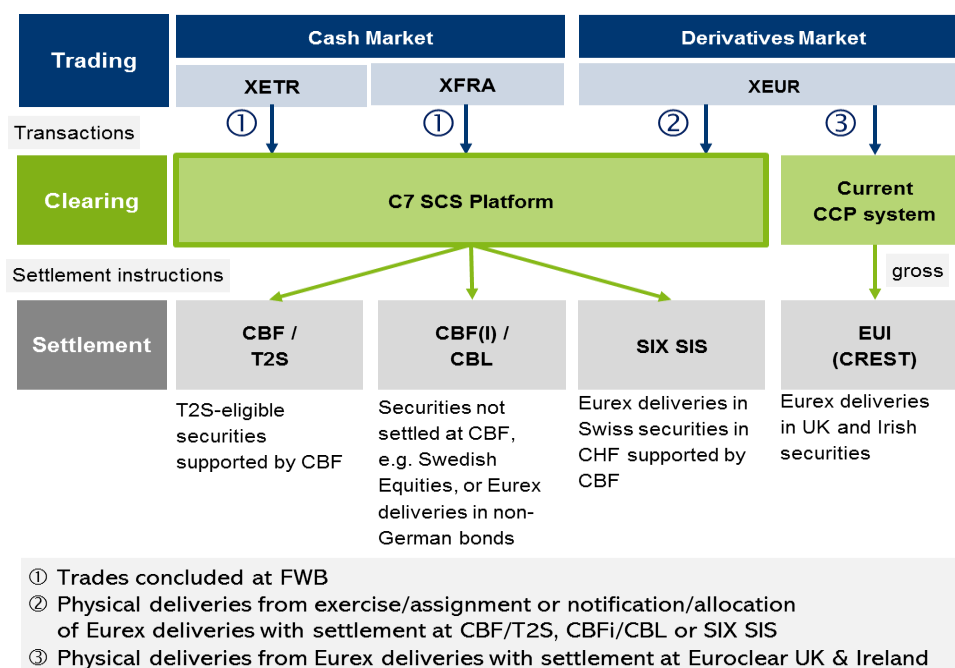 Trading
Cash Market
Derivatives Market
XETR
XFRA
XEUR
①
①
②
③
Transactions
Clearing
C7 SCS Platform
Current
CCP system
Settlement instructions
gross
Settlement
CBF /
T2S
CBF(I) /
CBL
SIX SIS
EUI
(CREST)
T2S-eligible
securities
supported by CBF
Securities not
settled at CBF,
e.g. Swedish
Equities, or Eurex
deliveries in non-
German bonds
Eurex deliveries in
Swiss securities in
CHF supported by
CBF
Eurex deliveries
in UK and Irish
securities
① Trades concluded at FWB
② Physical deliveries from exercise/assignment or notification/allocation
of Eurex deliveries with settlement at CBF/T2S, CBFi/CBL or SIX SIS
③ Physical deliveries from Eurex deliveries with settlement at Euroclear UK & Ireland